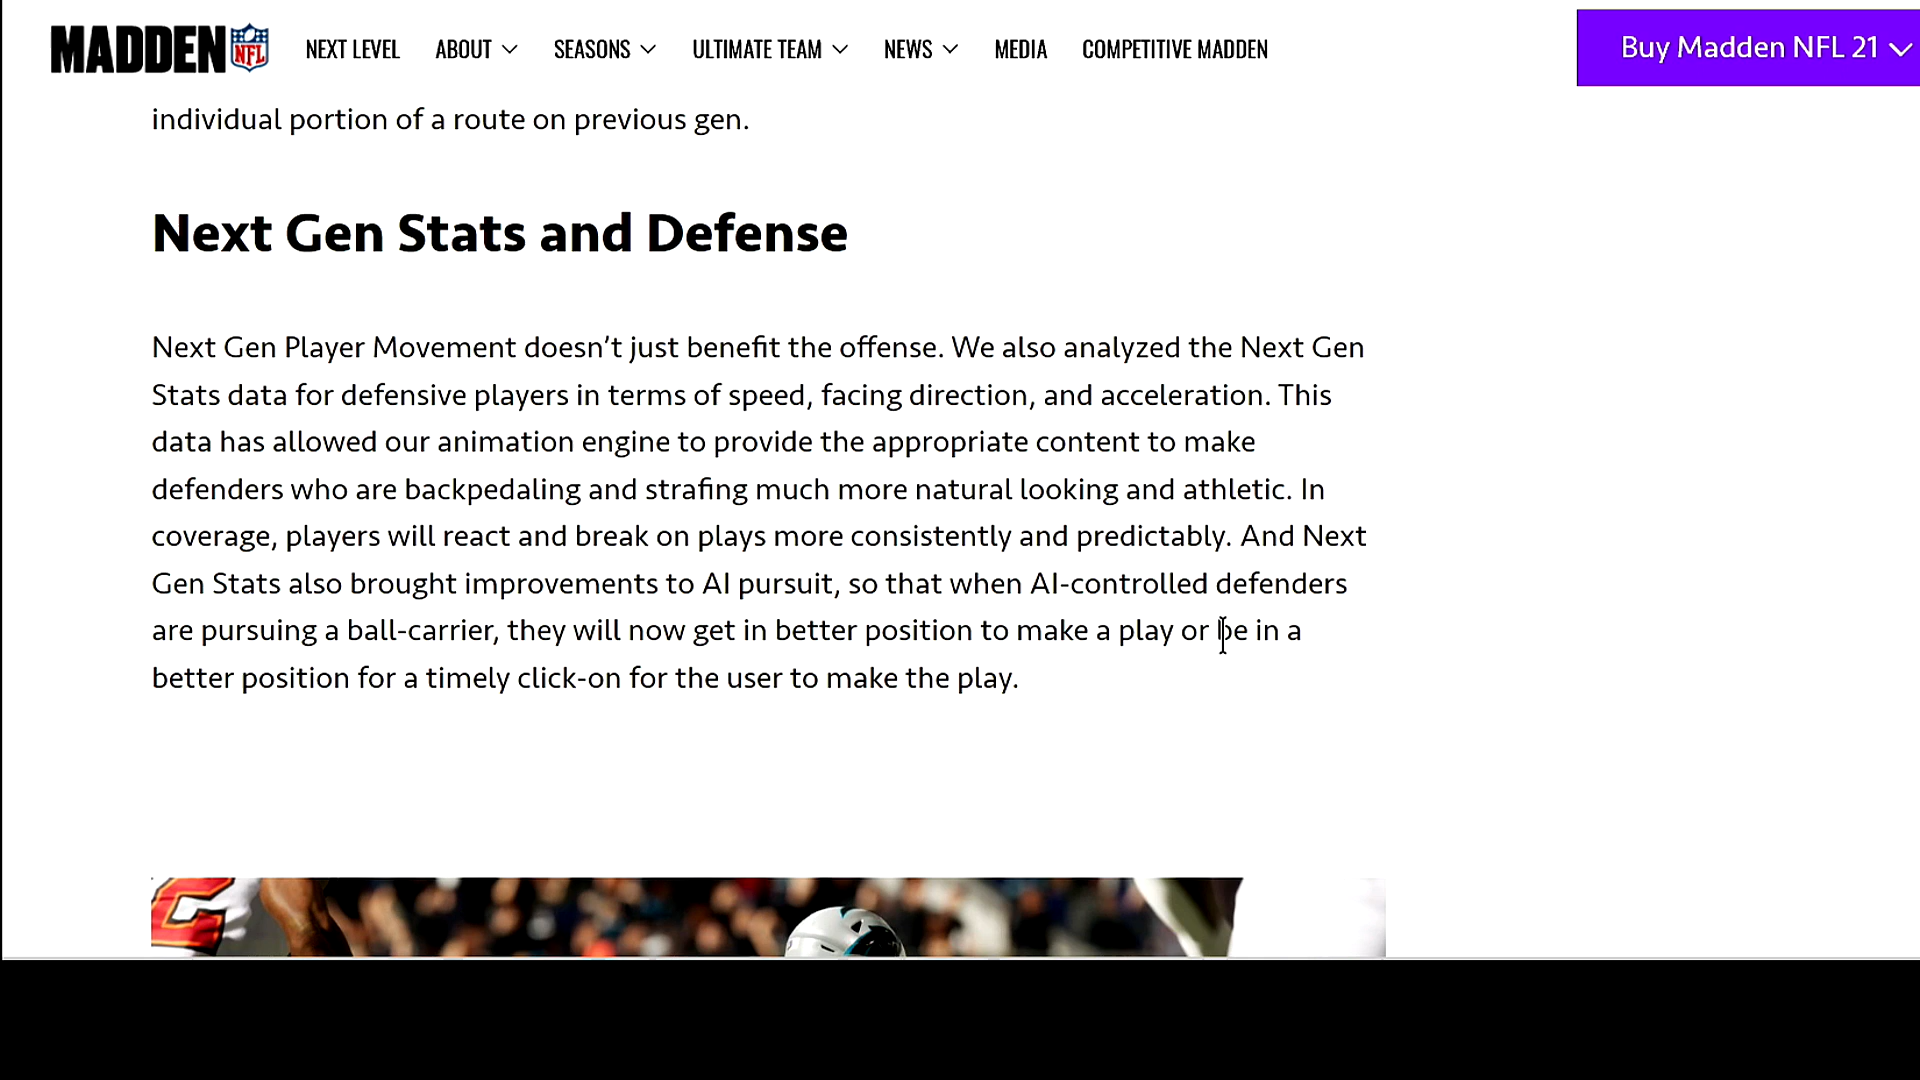 MADDEN NFL NEXT LEVEL ABOUT SEASONS ULTIMATE TEAM NEWS MEDIA COMPETITIVE MADDEN Buy Madden NFL 21
individual portion of a route on previous gen.
Next Gen Stats and Defense
Next Gen Player Movement doesn’t just benefit the offense. We also analyzed the Next Gen
Stats data for defensive players in terms of speed, facing direction, and acceleration. This
data has allowed our animation engine to provide the appropriate content to make
defenders who are backpedaling and strafing much more natural looking and athletic. In
coverage, players will react and break on plays more consistently and predictably. And Next
Gen Stats also brought improvements to AI pursuit, so that when AI-controlled defenders
are pursuing a ball-carrier, they will now get in better position to make a play or be in a
better position for a timely click-on for the user to make the play.